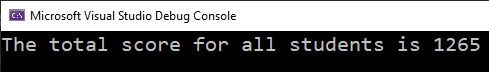 Microsoft Visual Studio Debug Console
The total score for all students is 1265